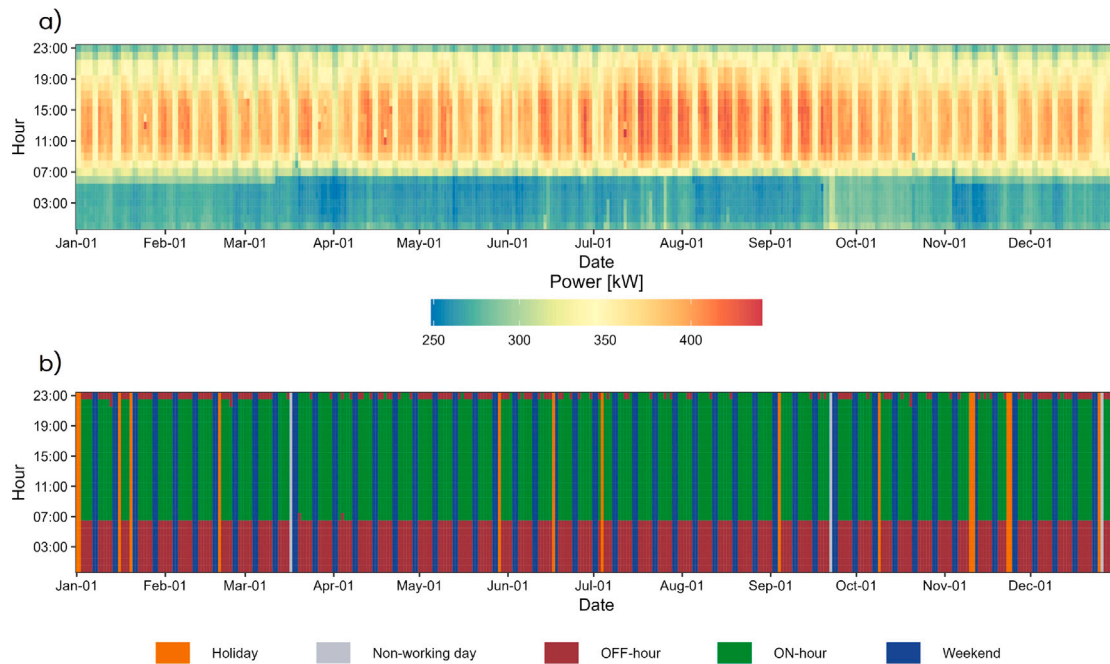 a)
23:00
19:00
15:00
11:00
07:00
03:00
Hour
Jan-01 Feb-01 Mar-01 Apr-01 May-01 Jun-01 Jul-01 Aug-01 Sep-01 Oct-01 Nov-01 Dec-01
Date
Power [kW]
250 300 350 400
b)
23:00
19:00
15:00
11:00
07:00
03:00
Hour
Jan-01 Feb-01 Mar-01 Apr-01 May-01 Jun-01 Jul-01 Aug-01 Sep-01 Oct-01 Nov-01 Dec-01
Date
Holiday Non-working day OFF-hour ON-hour Weekend